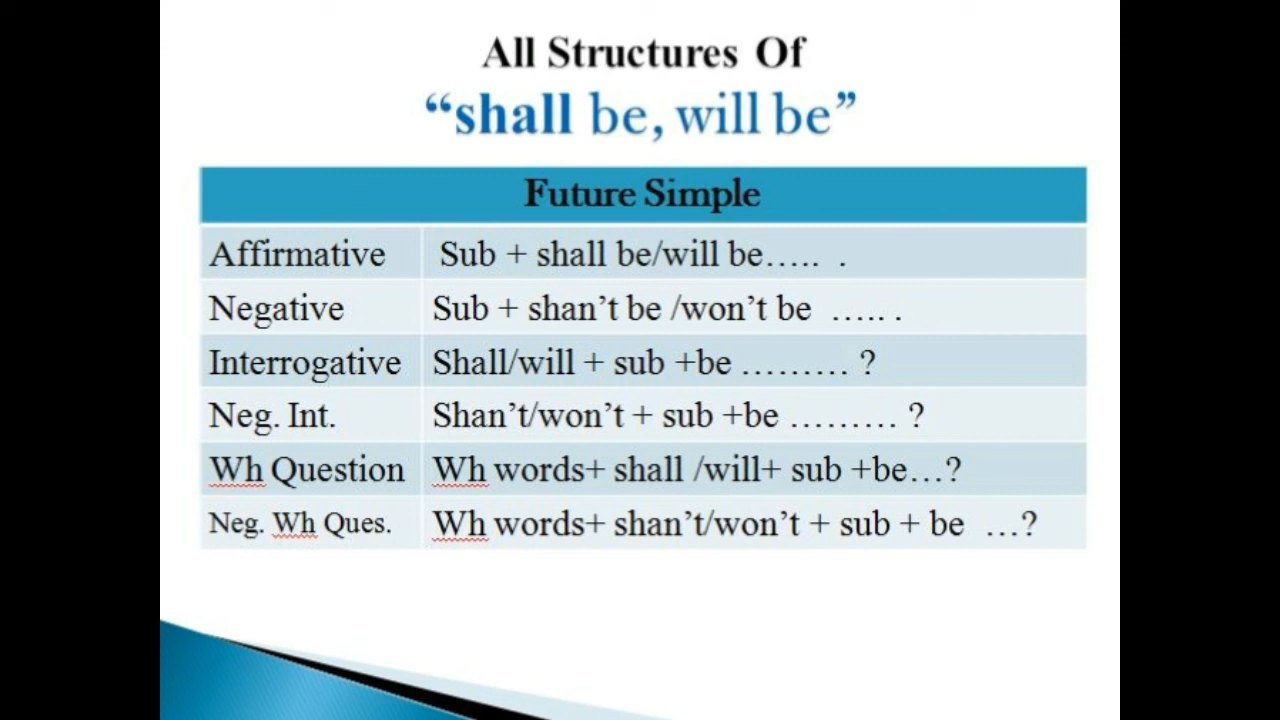 All Structures Of
“shall be, will be”
Future Simple
Affirmative Sub + shall be/will be….. .
Negative Sub + shan’t be /won’t be ….. .
Interrogative Shall/will + sub +be ……… ?
Neg. Int. Shan’t/won’t + sub +be ……… ?
Wh Question Wh words+ shall /will+ sub +be…?
Neg. Wh Ques. Wh words+ shan’t/won’t + sub + be …?